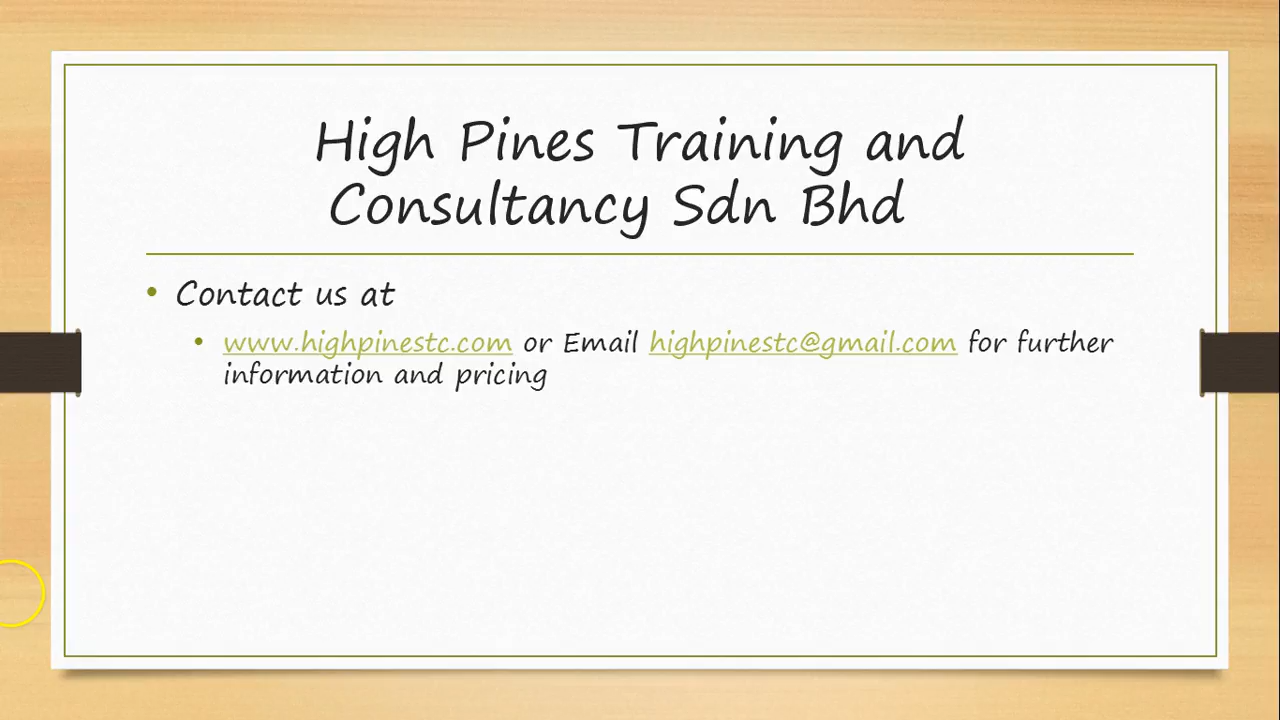 High Pines Training and
Consultancy Sdn Bhd
• Contact us at
• www.highpinestc.com or Email highpinestc@gmail.com for further
information and pricing